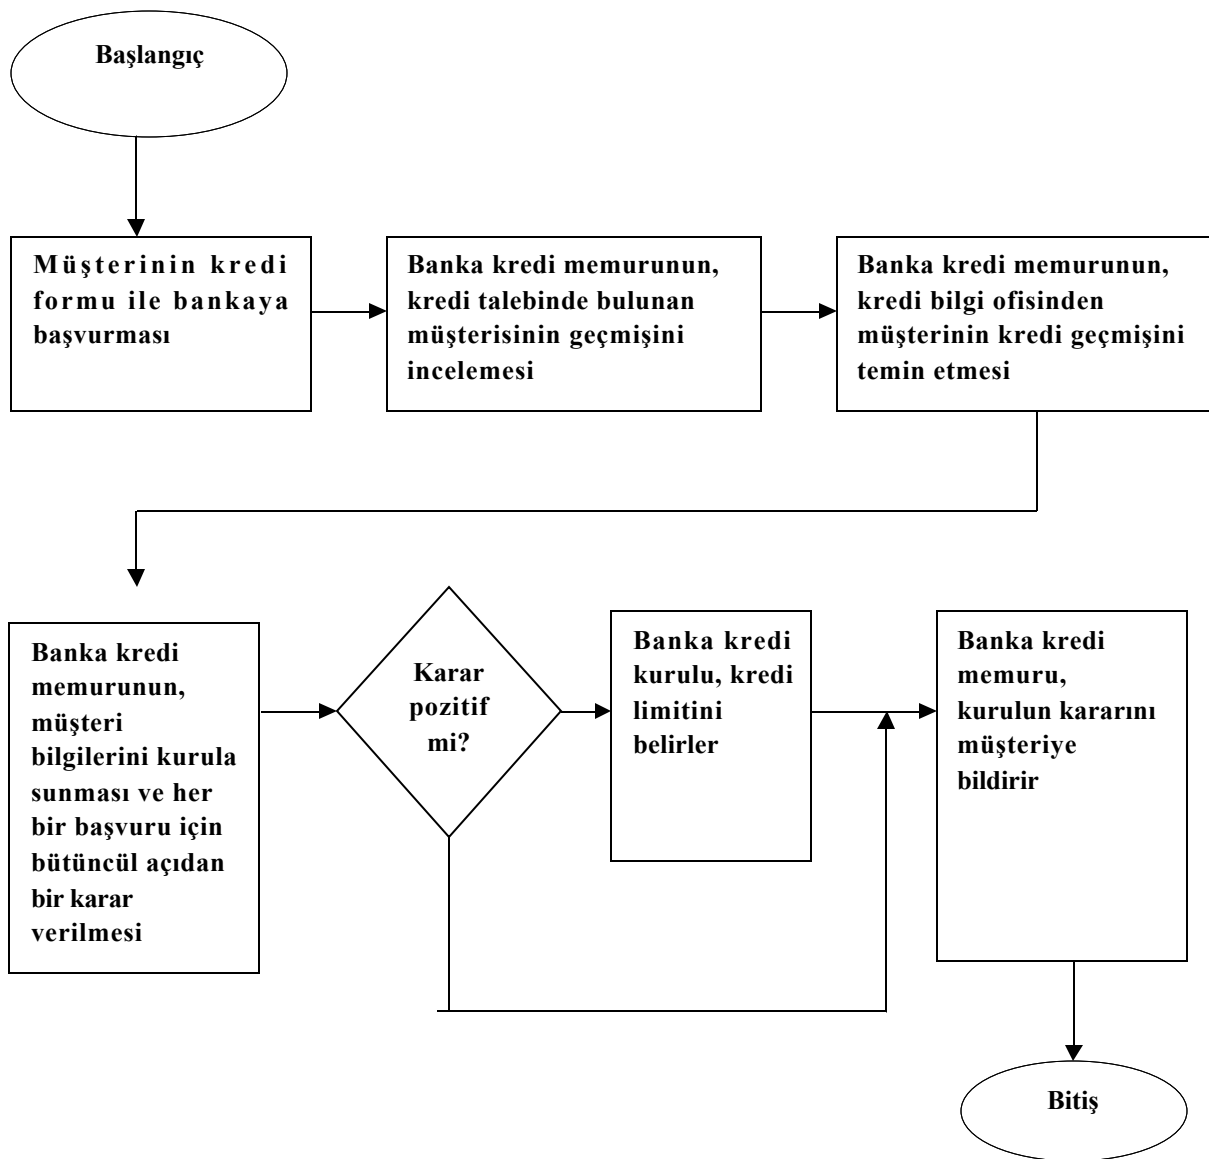 Başlangıç
Müşterinin kredi
formu ile bankaya
başvurması
Banka kredi memurunun,
kredi talebinde bulunan
müşterisinin geçmişini
incelemesi
Banka kredi memurunun,
kredi bilgi ofisinden
müşterinin kredi geçmişini
temin etmesi
Banka kredi
memurunun,
müşteri
bilgilerini kurula
sunması ve her
bir başvuru için
bütüncül açıdan
bir karar
verilmesi
Karar
pozitif
mi?
Banka kredi
kurulu, kredi
limitini
belirler
Banka kredi
memuru,
kurulun kararını
müşteriye
bildirir
Bitiş